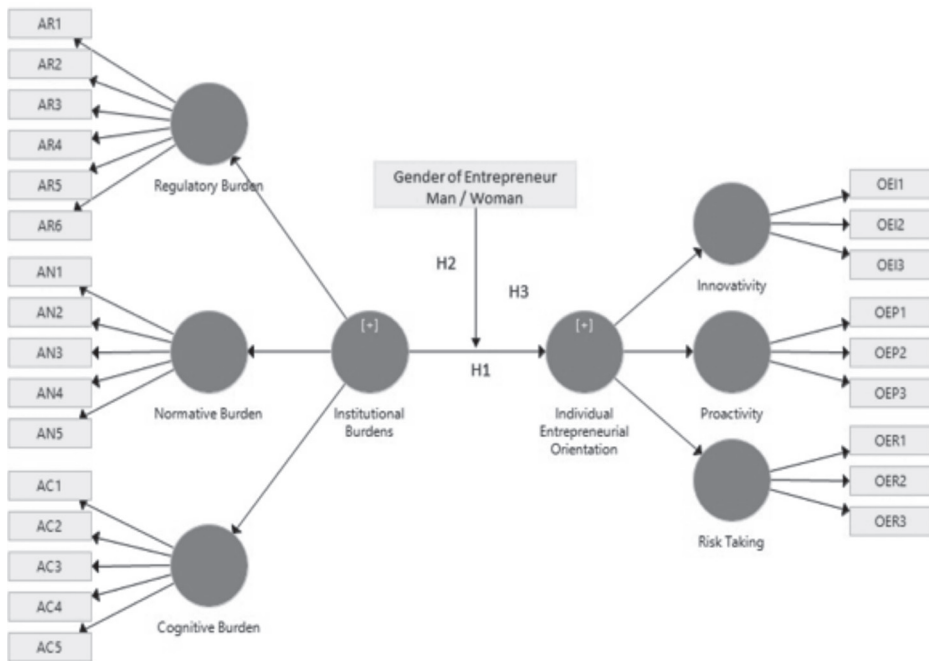 AR1
AR2
AR3
AR4
AR5
AR6
Regulatory Burden
AN1
AN2
AN3
AN4
AN5
Normative Burden
AC1
AC2
AC3
AC4
AC5
Cognitive Burden
[+]
Institutional
Burdens
Gender of Entrepreneur
Man / Woman
H2
H3
H1
[+]
Individual
Entrepreneurial
Orientation
Innovativity
OEI1
OEI2
OEI3
Proactivity
OEP1
OEP2
OEP3
Risk Taking
OER1
OER2
OER3